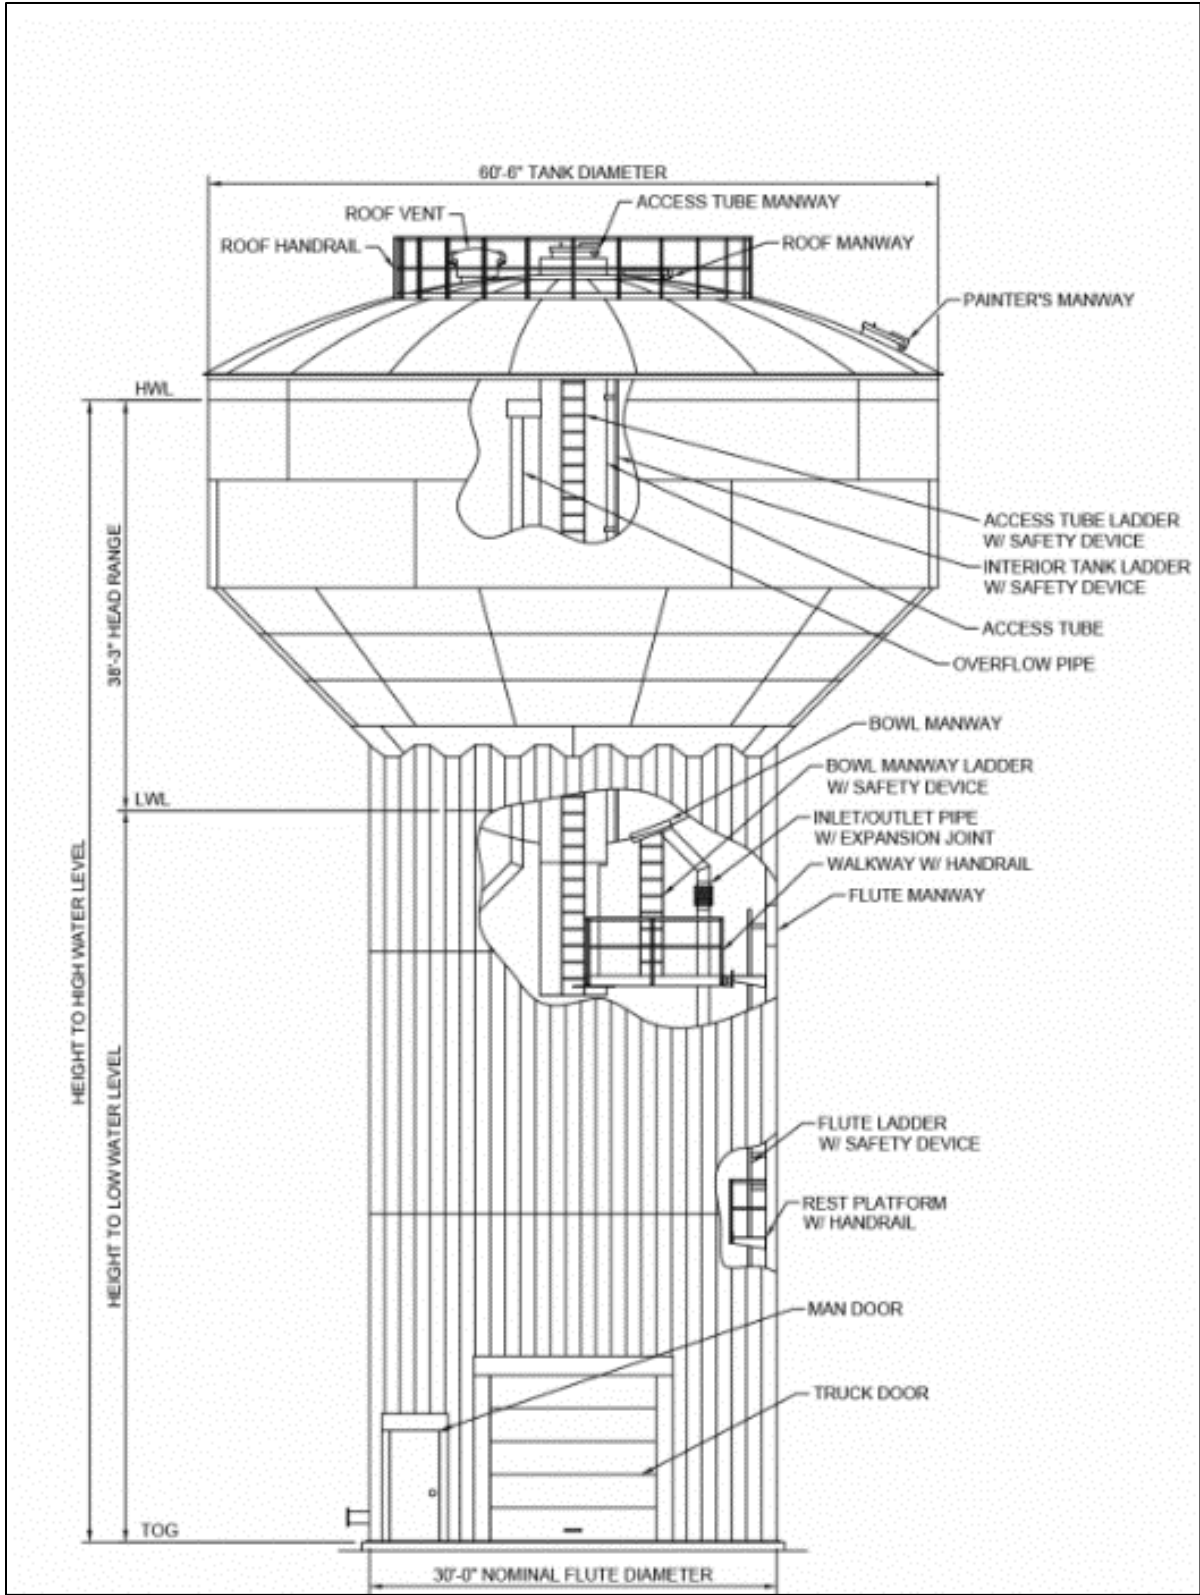 60'-6" TANK DIAMETER
ACCESS TUBE MANWAY
ROOF VENT
ROOF HANDRAIL
ROOF MANWAY
PAINTER'S MANWAY
HWL
38'-3" HEAD RANGE
ACCESS TUBE LADDER
W/ SAFETY DEVICE
INTERIOR TANK LADDER
W/ SAFETY DEVICE
ACCESS TUBE
OVERFLOW PIPE
BOWL MANWAY
BOWL MANWAY LADDER
W/ SAFETY DEVICE
LWL
INLET/OUTLET PIPE
W/ EXPANSION JOINT
WALKWAY W/ HANDRAIL
FLUTE MANWAY
HEIGHT TO HIGH WATER LEVEL
HEIGHT TO LOW WATER LEVEL
FLUTE LADDER
W/ SAFETY DEVICE
REST PLATFORM
W/ HANDRAIL
MAN DOOR
TRUCK DOOR
TOG
30'-0" NOMINAL FLUTE DIAMETER